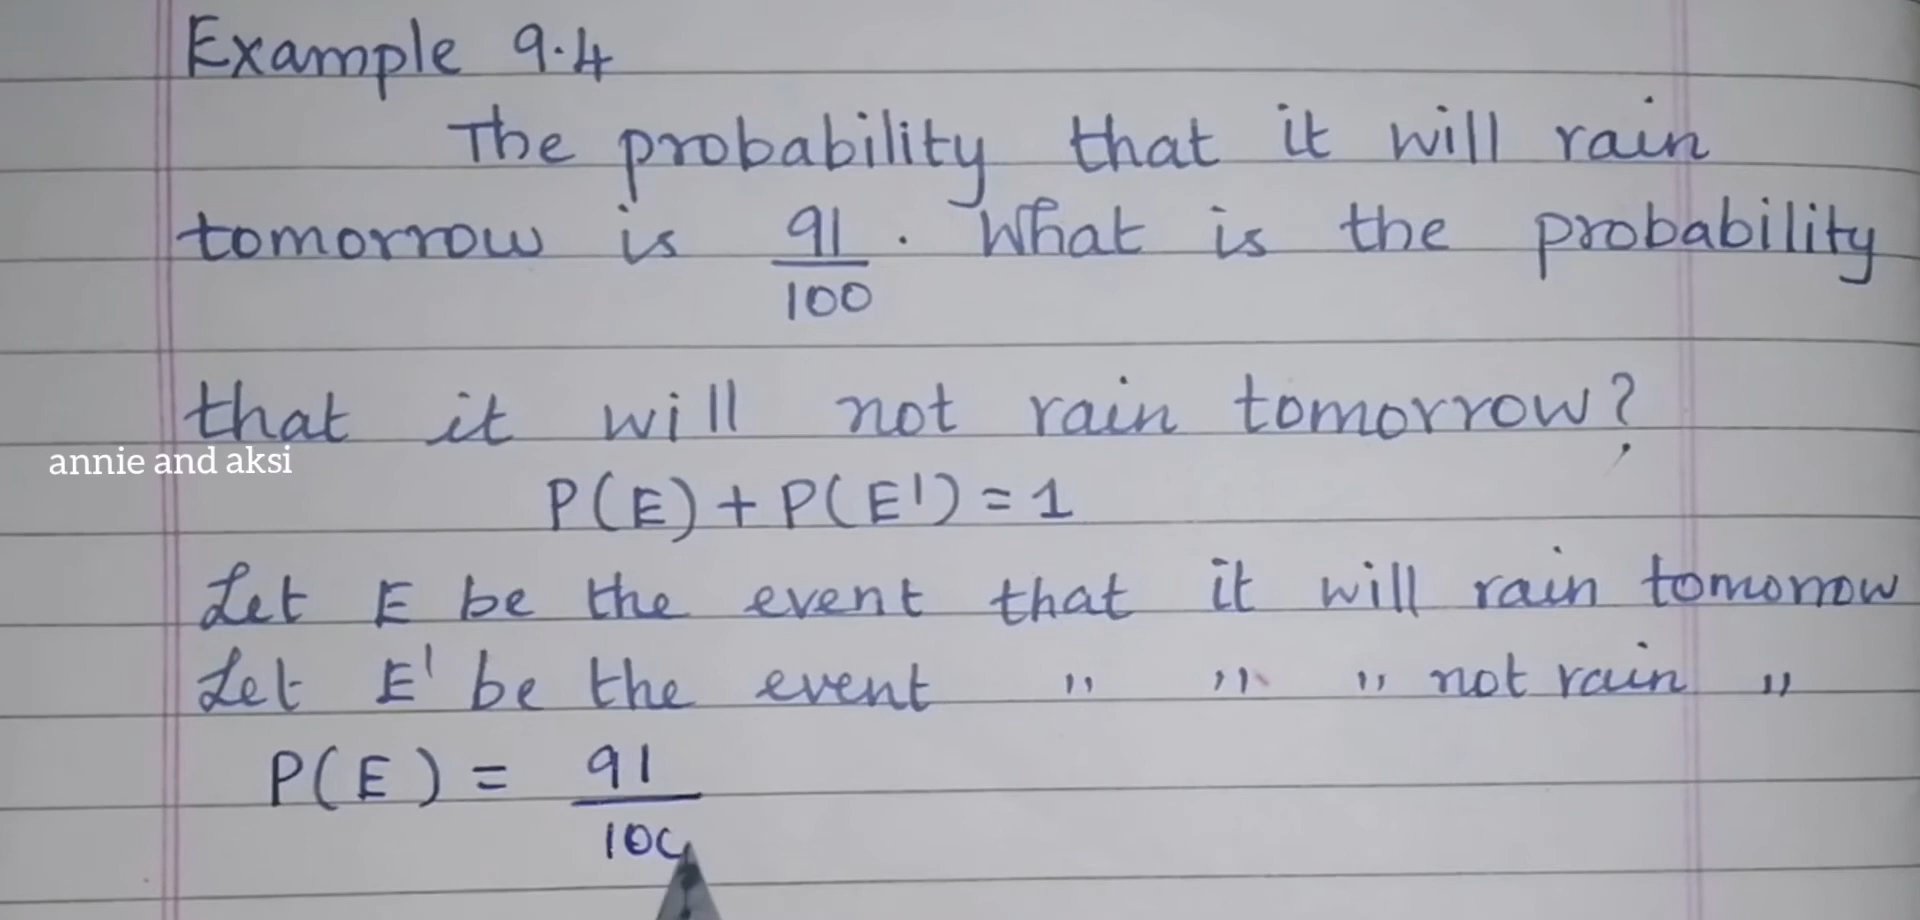 Example 9.4
The probability that it will rain
tomorrow is 91/100. What is the probability
that it will not rain tomorrow?
annie and aksi
P(E) + P(E') = 1
Let E be the event that it will rain tomorrow
Let E' be the event " " " not rain "
P(E) = 91/10